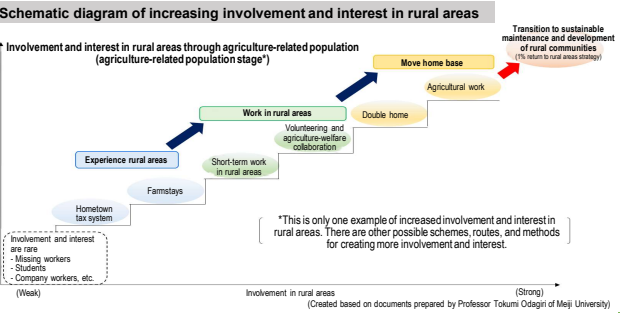 Schematic diagram of increasing involvement and interest in rural areas
Transition to sustainable
maintenance and development
of rural communities
(1% return to rural areas strategy)
Involvement and interest in rural areas through agriculture-related population
(agriculture-related population stage*)
Move home base
Agricultural work
Work in rural areas
Double home
Volunteering and
agriculture-welfare
collaboration
Experience rural areas
Short-term work
in rural areas
Farmstays
Hometown
tax system
*This is only one example of increased involvement and interest in
rural areas. There are other possible schemes, routes, and methods
for creating more involvement and interest.
Involvement and interest
are rare
- Missing workers
- Students
- Company workers, etc.
(Weak)
Involvement in rural areas
(Strong)
(Created based on documents prepared by Professor Tokumi Odagiri of Meiji University)